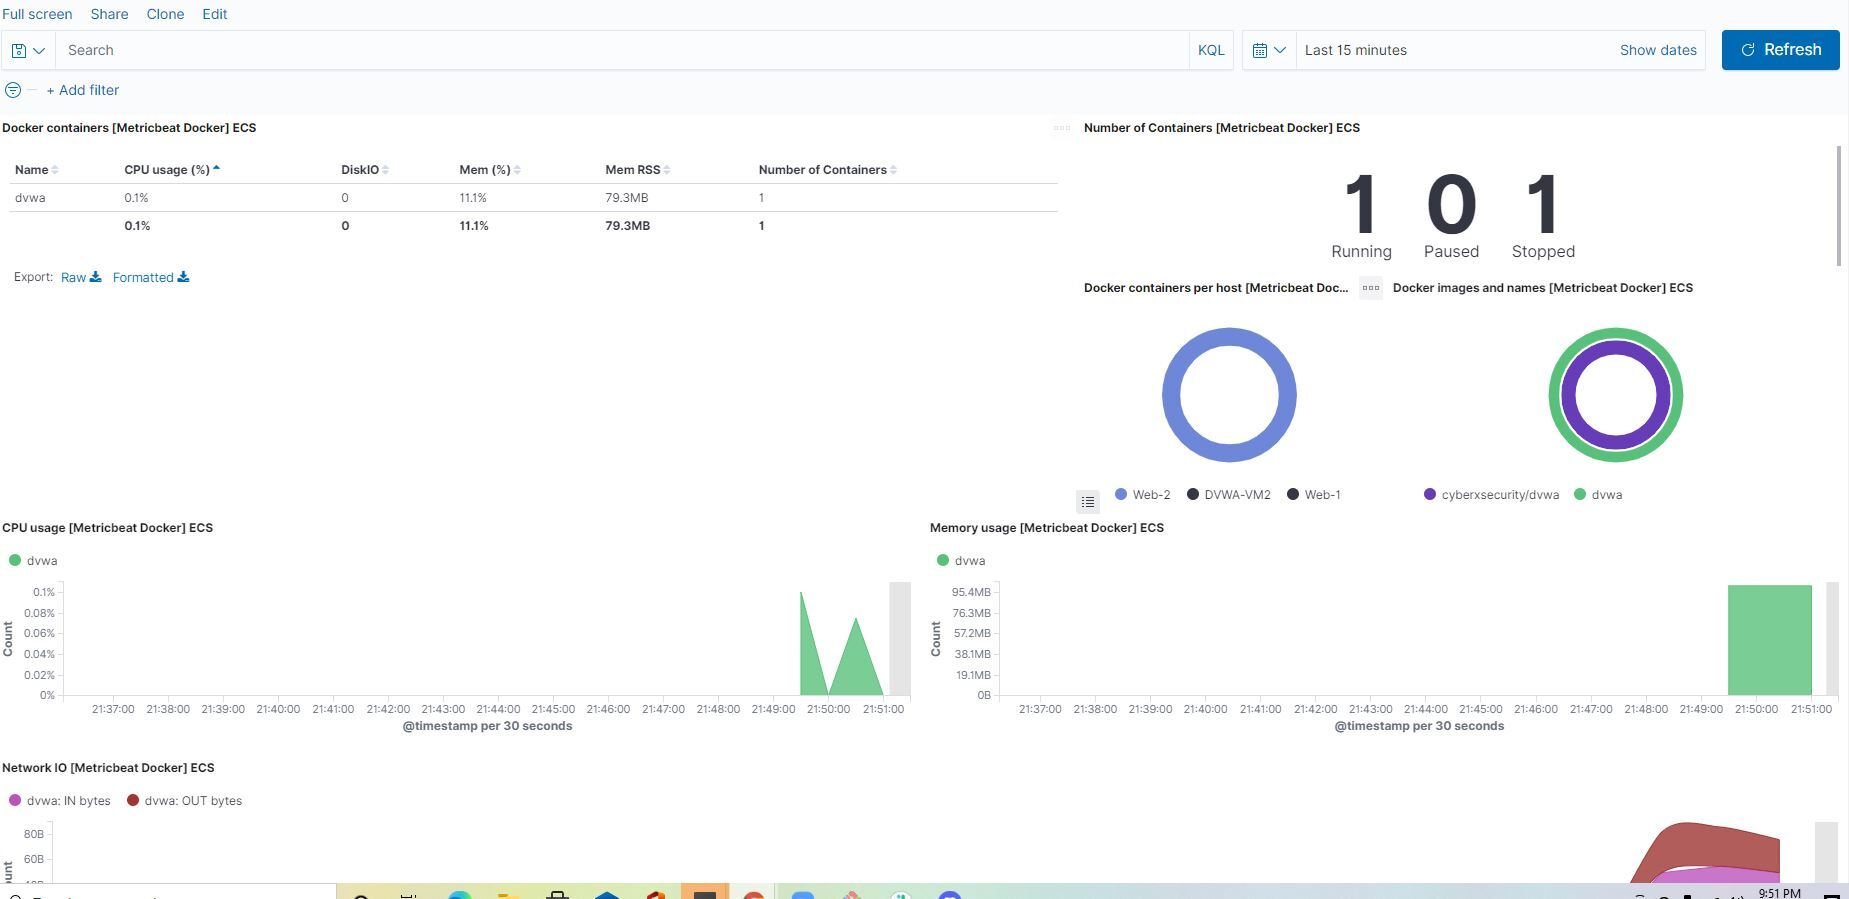 Full screen Share Clone Edit
Search KQL Last 15 minutes Show dates Refresh
+ Add filter
Docker containers [Metricbeat Docker] ECS
Name CPU usage (%) DiskIO Mem (%) Mem RSS Number of Containers
dvwa 0.1% 0 11.1% 79.3MB 1
0.1% 0 11.1% 79.3MB 1
Export: Raw Formatted
Number of Containers [Metricbeat Docker] ECS
1 0 1
Running Paused Stopped
Docker containers per host [Metricbeat Doc...
Web-2 DVWA-VM2 Web-1
Docker images and names [Metricbeat Docker] ECS
cyberxsecurity/dvwa dvwa
CPU usage [Metricbeat Docker] ECS
dvwa
Count
0.1%
0.08%
0.06%
0.04%
0.02%
0%
21:37:00 21:38:00 21:39:00 21:40:00 21:41:00 21:42:00 21:43:00 21:44:00 21:45:00 21:46:00 21:47:00 21:48:00 21:49:00 21:50:00 21:51:00
@timestamp per 30 seconds
Memory usage [Metricbeat Docker] ECS
dvwa
Count
95.4MB
76.3MB
57.2MB
38.1MB
19.1MB
0B
21:37:00 21:38:00 21:39:00 21:40:00 21:41:00 21:42:00 21:43:00 21:44:00 21:45:00 21:46:00 21:47:00 21:48:00 21:49:00 21:50:00 21:51:00
@timestamp per 30 seconds
Network IO [Metricbeat Docker] ECS
dvwa: IN bytes dvwa: OUT bytes
80B
60B
9:51 PM